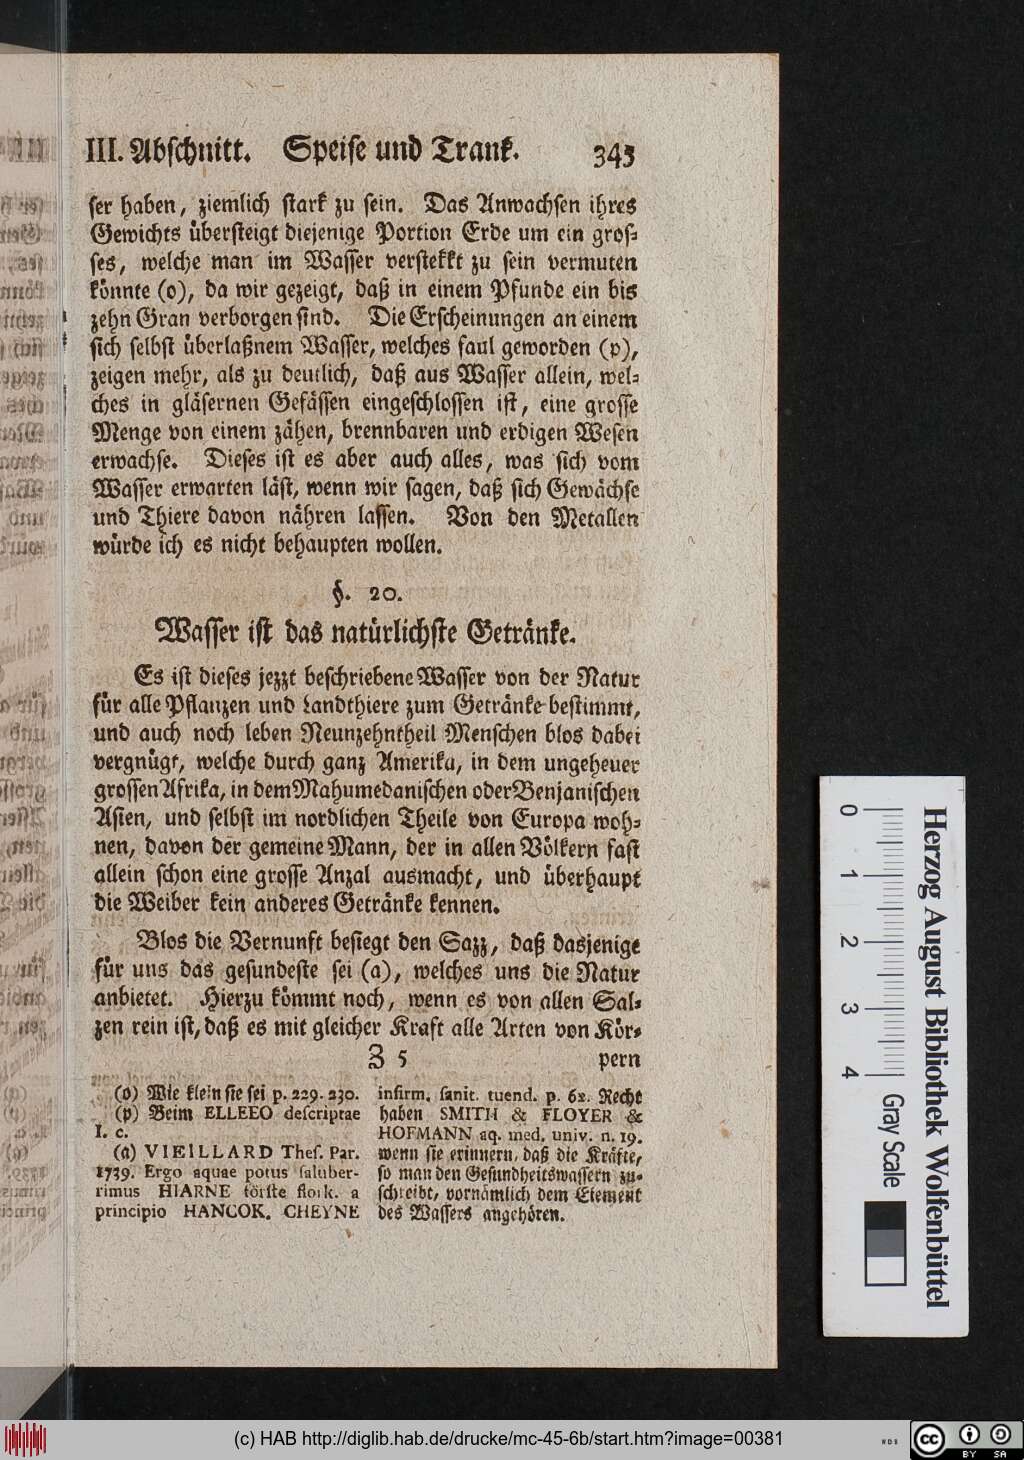 III. Abschnitt. Speise und Trank. 345
ser haben, ziemlich stark zu sein. Das Anwachsen ihres
Gewichts übersteigt diejenige Portion Erde um ein gros-
ses, welche man im Wasser verstekkt zu sein vermuten
könnte (o), da wir gezeigt, daß in einem Pfunde ein bis
zehn Gran verborgen sind. Die Erscheinungen an einem
sich selbst überlaßnem Wasser, welches faul geworden (p),
zeigen mehr, als zu deutlich, daß aus Wasser allein, wel-
ches in gläsernen Gefässen eingeschlossen ist, eine grosse
Menge von einem zähen, brennbaren und erdigen Wesen
erwachse. Dieses ist es aber auch alles, was sich vom
Wasser erwarten läst, wenn wir sagen, daß sich Gewächse
und Thiere davon nähren lassen. Von den Metallen
würde ich es nicht behaupten wollen.
§. 20.
Wasser ist das natürlichste Getränke.
Es ist dieses jezzt beschriebene Wasser von der Natur
für alle Pflanzen und Landthiere zum Getränke bestimmt,
und auch noch leben Neunzehntheil Menschen blos dabei
vergnügt, welche durch ganz Amerika, in dem ungeheuer
grossen Afrika, in dem Mahumedanischen oder Benjanischen
Asien, und selbst im nordlichen Theile von Europa woh-
nen, davon der gemeine Mann, der in allen Völkern fast
allein schon eine grosse Anzal ausmacht, und überhaupt
die Weiber kein anderes Getränke kennen.
Blos die Vernunft besiegt den Sazz, daß dasjenige
für uns das gesundeste sei (a), welches uns die Natur
anbietet. Hierzu kömmt noch, wenn es von allen Sal-
zen rein ist, daß es mit gleicher Kraft alle Arten von Kör-
Z 5 pern
(o) Wie klein sie sei p. 229. 230.
(p) Beim ELLEEO descriptae
I. c.
(a) VIEILLARD Thes. Par.
1739. Ergo aquae potus saluber-
rimus HIARNE förste flock. a
principio HANCOK. CHEYNE
infirm. sanit. tuend. p. 62. Recht
haben SMITH & FLOYER &
HOFMANN aq. med. univ. n. 19.
wenn sie erinnern, daß die Kräfte,
so man den Gesundheitswassern zu-
schreibt, vornämlich dem Element
des Wassers angehören.
0 1 2 3 4 Gray Scale
Herzog August Bibliothek Wolfenbüttel
(c) HAB http://diglib.hab.de/drucke/mc-45-6b/start.htm?image=00381
WDB
cc BY SA